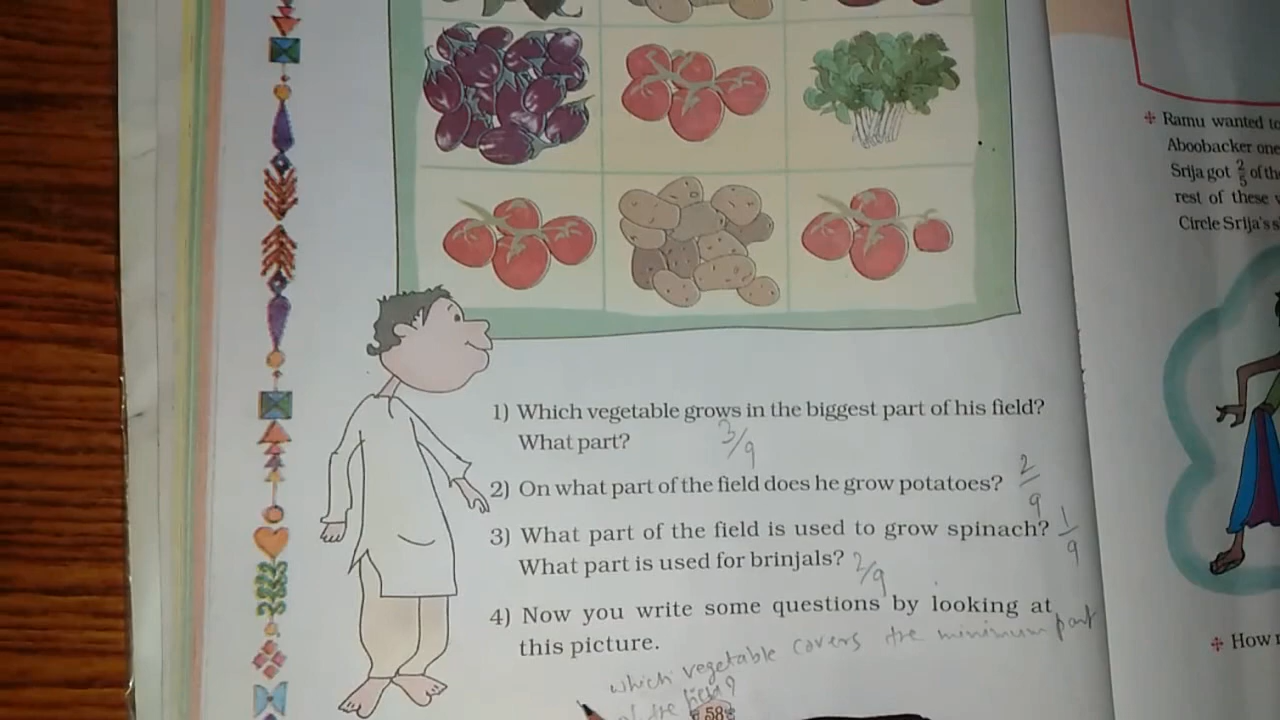 1) Which vegetable grows in the biggest part of his field?
What part? 3/9
2) On what part of the field does he grow potatoes? 2/9
3) What part of the field is used to grow spinach? 1/9
What part is used for brinjals? 2/9
4) Now you write some questions by looking at
this picture.
which vegetable covers the minimum part
of the field?
58
Ramu wanted to
Aboobacker one
Srija got 2/5 of th
rest of these
Circle Srija's s
How